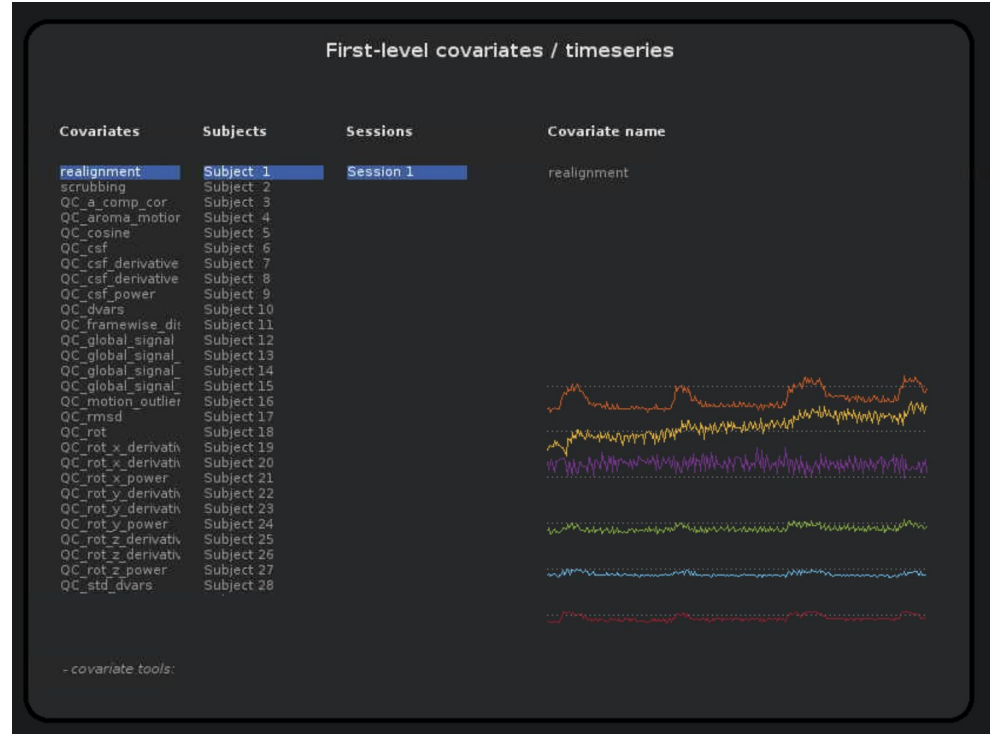 First-level covariates / timeseries
Covariates Subjects Sessions Covariate name
realignment Subject 1 Session 1 realignment
scrubbing Subject 2
QC_a_comp_cor Subject 3
QC_aroma_motior Subject 4
QC_cosine Subject 5
QC_csf Subject 6
QC_csf_derivative Subject 7
QC_csf_derivative Subject 8
QC_csf_power Subject 9
QC_dvars Subject 10
QC_framewise_dis Subject 11
QC_global_signal Subject 12
QC_global_signal_ Subject 13
QC_global_signal_ Subject 14
QC_global_signal_ Subject 15
QC_motion_outlier Subject 16
QC_rmsd Subject 17
QC_rot Subject 18
QC_rot_x_derivativ Subject 19
QC_rot_x_derivativ Subject 20
QC_rot_x_power Subject 21
QC_rot_y_derivativ Subject 22
QC_rot_y_derivativ Subject 23
QC_rot_y_power Subject 24
QC_rot_z_derivativ Subject 25
QC_rot_z_derivativ Subject 26
QC_rot_z_power Subject 27
QC_std_dvars Subject 28
- covariate tools: